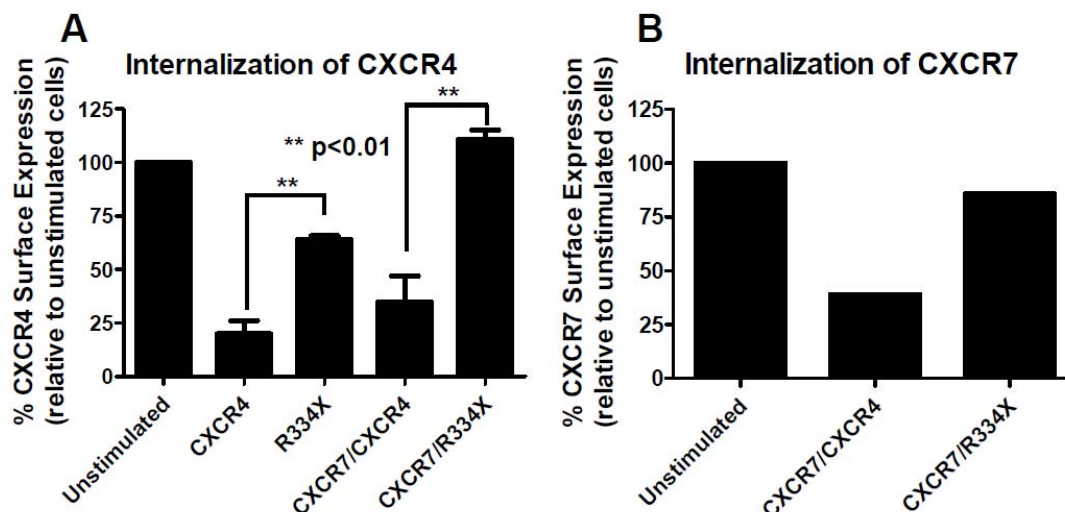 A
Internalization of CXCR4
% CXCR4 Surface Expression
(relative to unstimulated cells)
125
100
75
50
25
0
** p<0.01
**
**
Unstimulated
CXCR4
R334X
CXCR7/CXCR4
CXCR7/R334X
B
Internalization of CXCR7
% CXCR7 Surface Expression
(relative to unstimulated cells)
125
100
75
50
25
0
Unstimulated
CXCR7/CXCR4
CXCR7/R334X